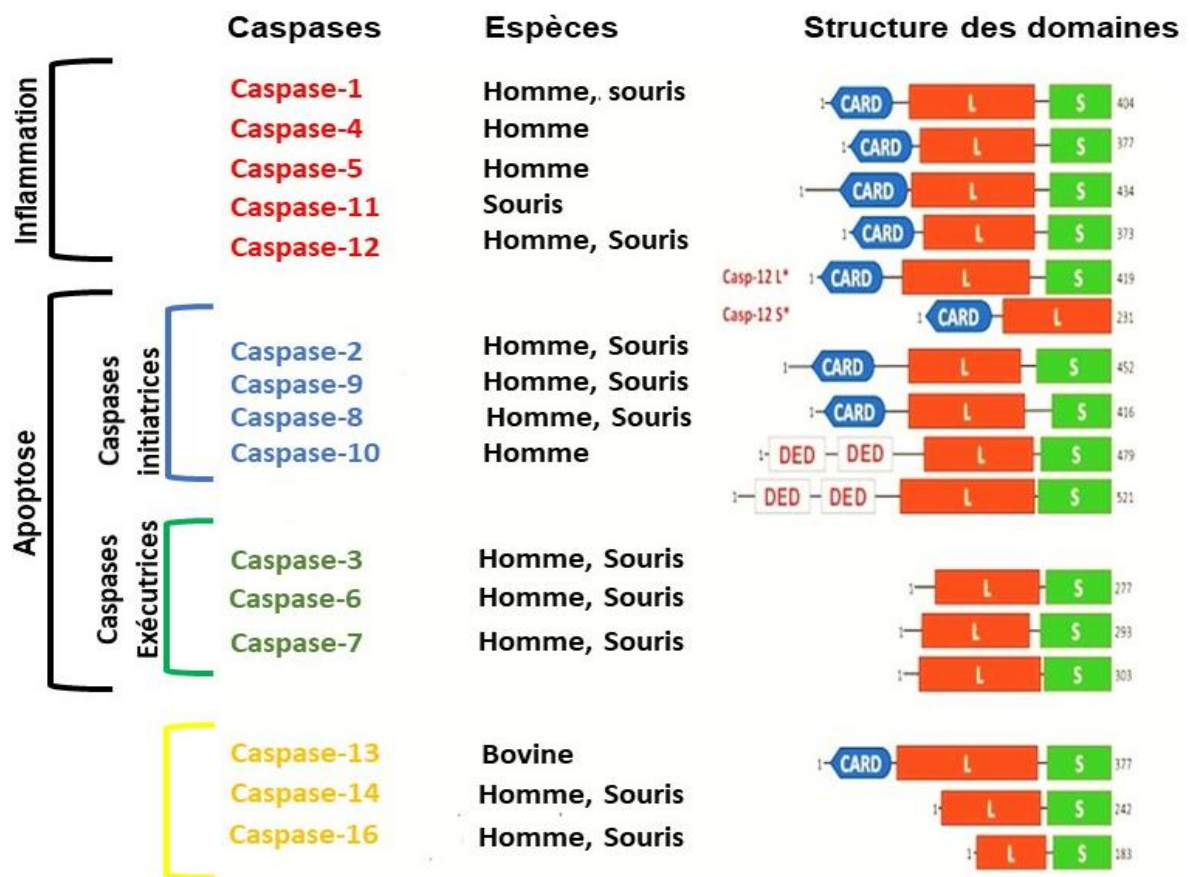 Caspases Espèces Structure des domaines
Inflammation
Caspase-1 Homme, souris 1 CARD L S 404
Caspase-4 Homme 1 CARD L S 377
Caspase-5 Homme 1 CARD L S 434
Caspase-11 Souris 1 CARD L S 373
Caspase-12 Homme, Souris
Casp-12 L* 1 CARD L S 419
Casp-12 S* 1 CARD L 231
Apoptose
Caspases
initiatrices
Caspase-2 Homme, Souris 1 CARD L S 452
Caspase-9 Homme, Souris 1 CARD L S 416
Caspase-8 Homme, Souris 1 DED DED L S 479
Caspase-10 Homme 1 DED DED L S 521
Caspases
Exécutrices
Caspase-3 Homme, Souris 1 L S 277
Caspase-6 Homme, Souris 1 L S 293
Caspase-7 Homme, Souris 1 L S 303
Caspase-13 Bovine 1 CARD L S 377
Caspase-14 Homme, Souris 1 L S 242
Caspase-16 Homme, Souris 1 L S 183